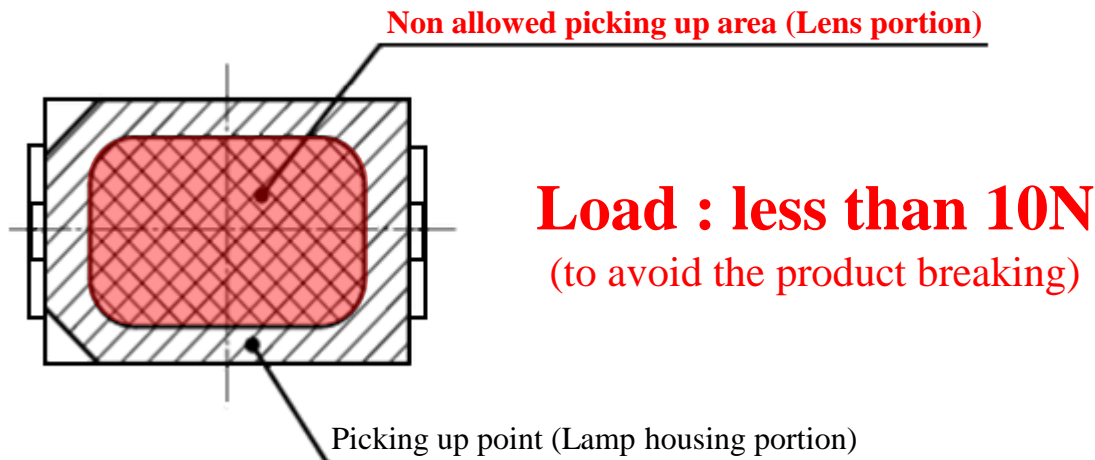 Non allowed picking up area (Lens portion)
Load : less than 10N
(to avoid the product breaking)
Picking up point (Lamp housing portion)